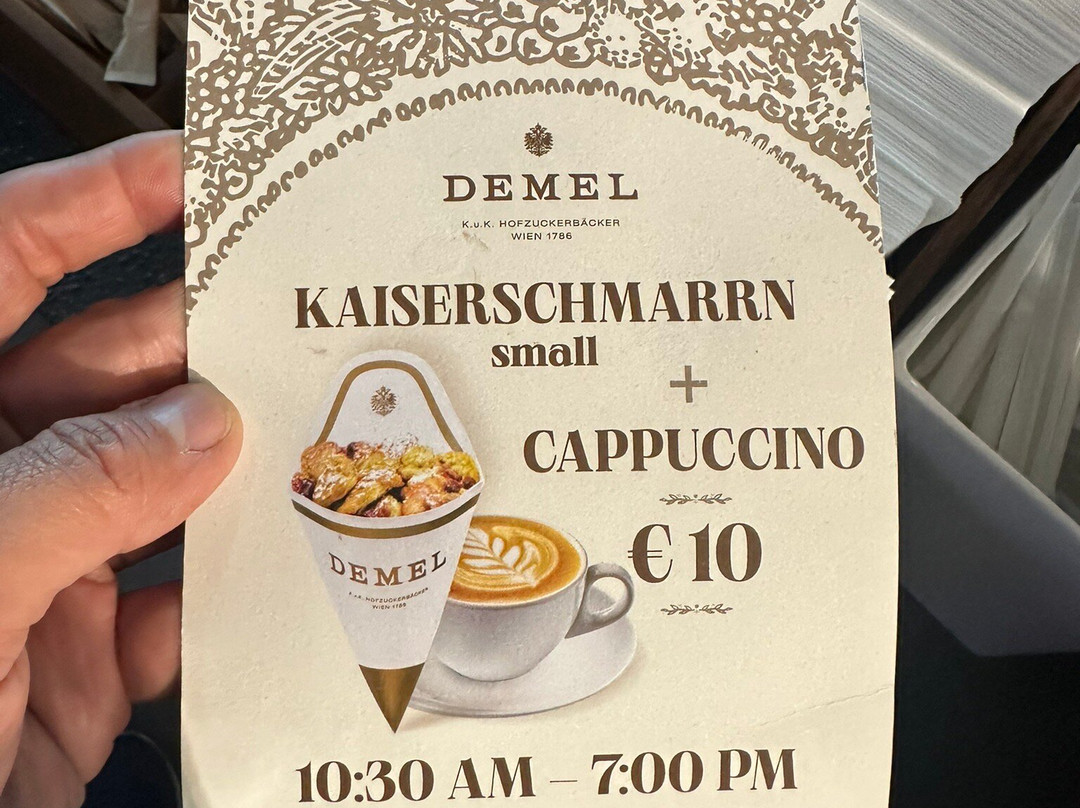 DEMEL
K.u.K. HOFZUCKERBÄCKER
WIEN 1786
KAISERSCHMARRN
small
+
CAPPUCCINO
€ 10
DEMEL
K.u.K. HOFZUCKERBÄCKER
WIEN 1786
10:30 AM – 7:00 PM